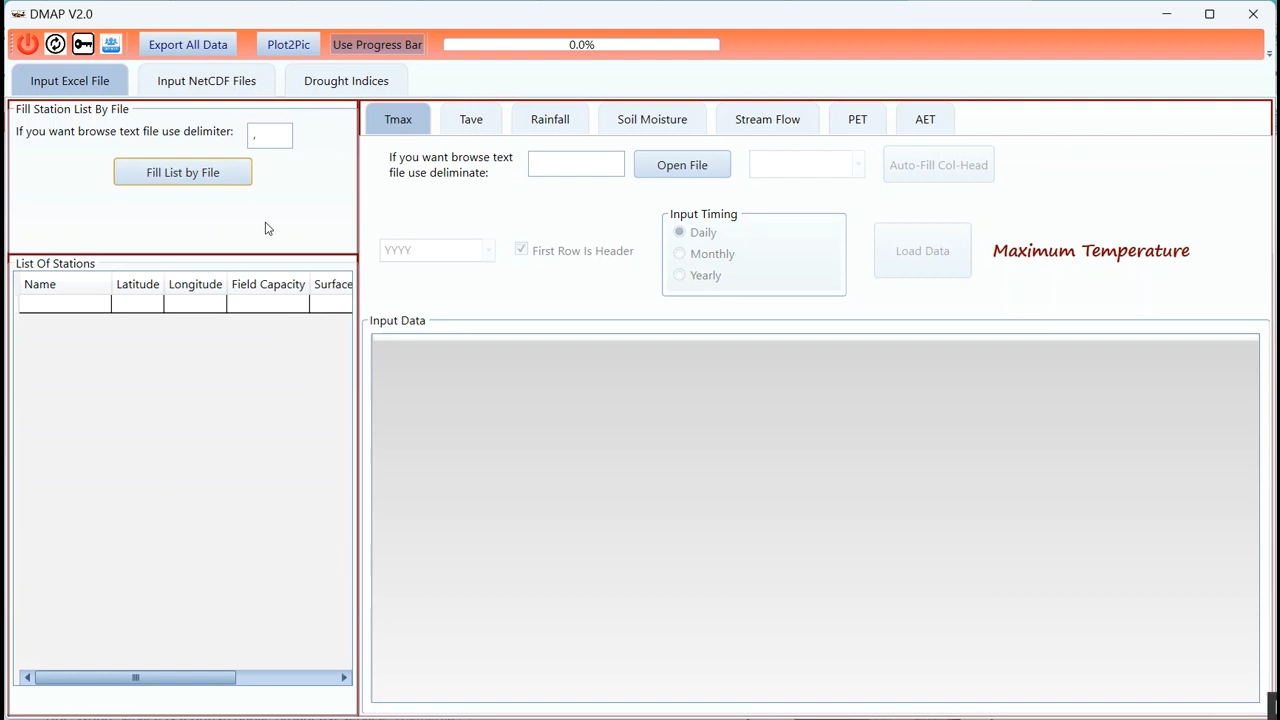 DMAP V2.0
Export All Data Plot2Pic Use Progress Bar 0.0%
Input Excel File Input NetCDF Files Drought Indices
Fill Station List By File
If you want browse text file use delimiter: ,
Fill List by File
List Of Stations
Name Latitude Longitude Field Capacity Surface
Tmax Tave Rainfall Soil Moisture Stream Flow PET AET
If you want browse text
file use deliminate:
Open File
Auto-Fill Col-Head
YYYY
First Row Is Header
Input Timing
Daily
Monthly
Yearly
Load Data
Maximum Temperature
Input Data